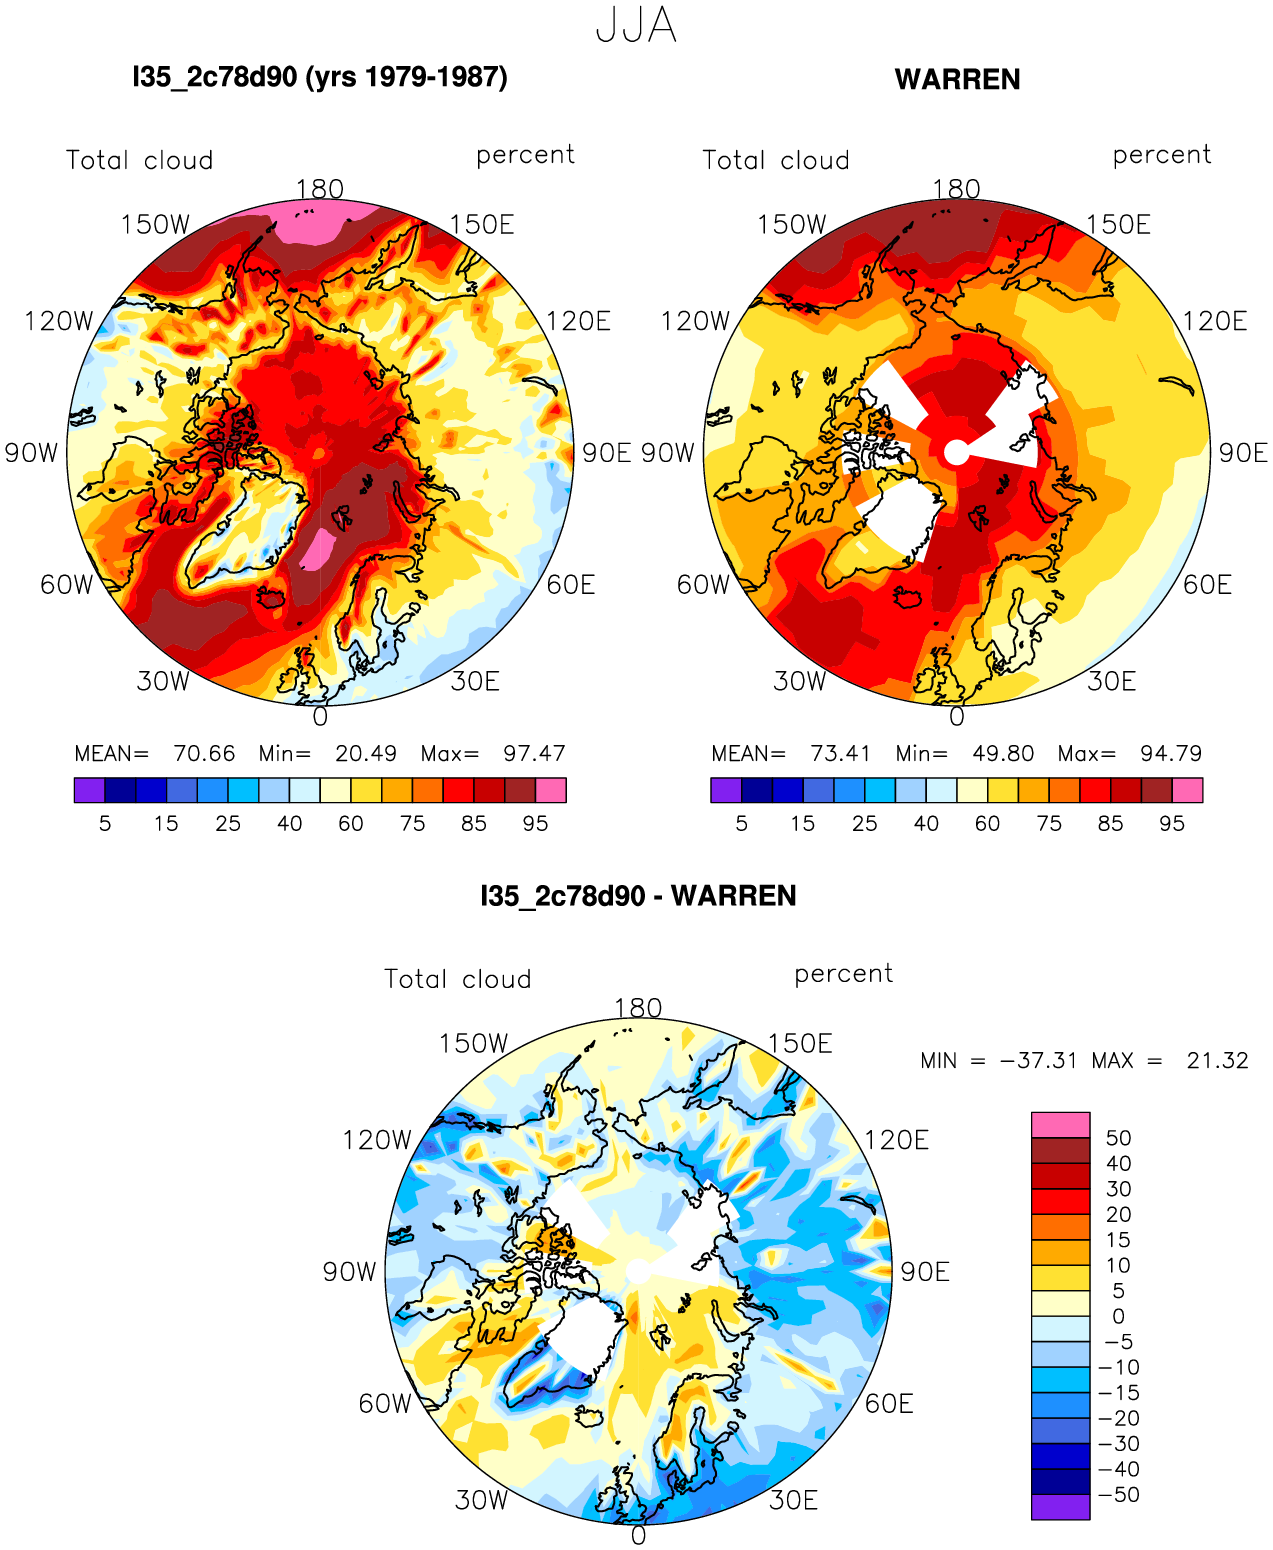 JJA
I35_2c78d90 (yrs 1979-1987)
WARREN
Total cloud percent
Total cloud percent
180
150W 150E
120W 120E
90W 90E
60W 60E
30W 30E
0
180
150W 150E
120W 120E
90W 90E
60W 60E
30W 30E
0
MEAN= 70.66 Min= 20.49 Max= 97.47
MEAN= 73.41 Min= 49.80 Max= 94.79
5 15 25 40 60 75 85 95
5 15 25 40 60 75 85 95
I35_2c78d90 - WARREN
Total cloud percent
180
150W 150E
120W 120E
90W 90E
60W 60E
30W 30E
0
MIN = -37.31 MAX = 21.32
50
40
30
20
15
10
5
0
-5
-10
-15
-20
-30
-40
-50